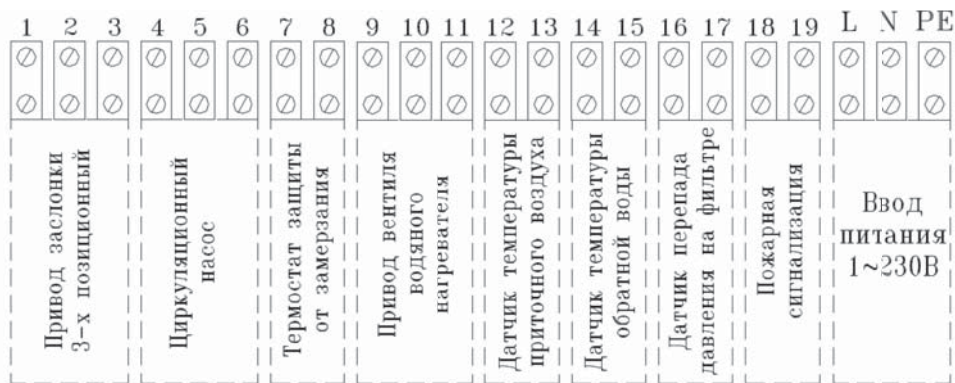 1 2 3 4 5 6 7 8 9 10 11 12 13 14 15 16 17 18 19 L N PE
Привод заслонки
3-х позиционный
Циркуляционный
насос
Термостат защиты
от замерзания
Привод вентиля
водяного
нагревателя
Датчик температуры
приточного воздуха
Датчик температуры
обратной воды
Датчик перепада
давления на фильтре
Пожарная
сигнализация
Ввод
питания
1~230В